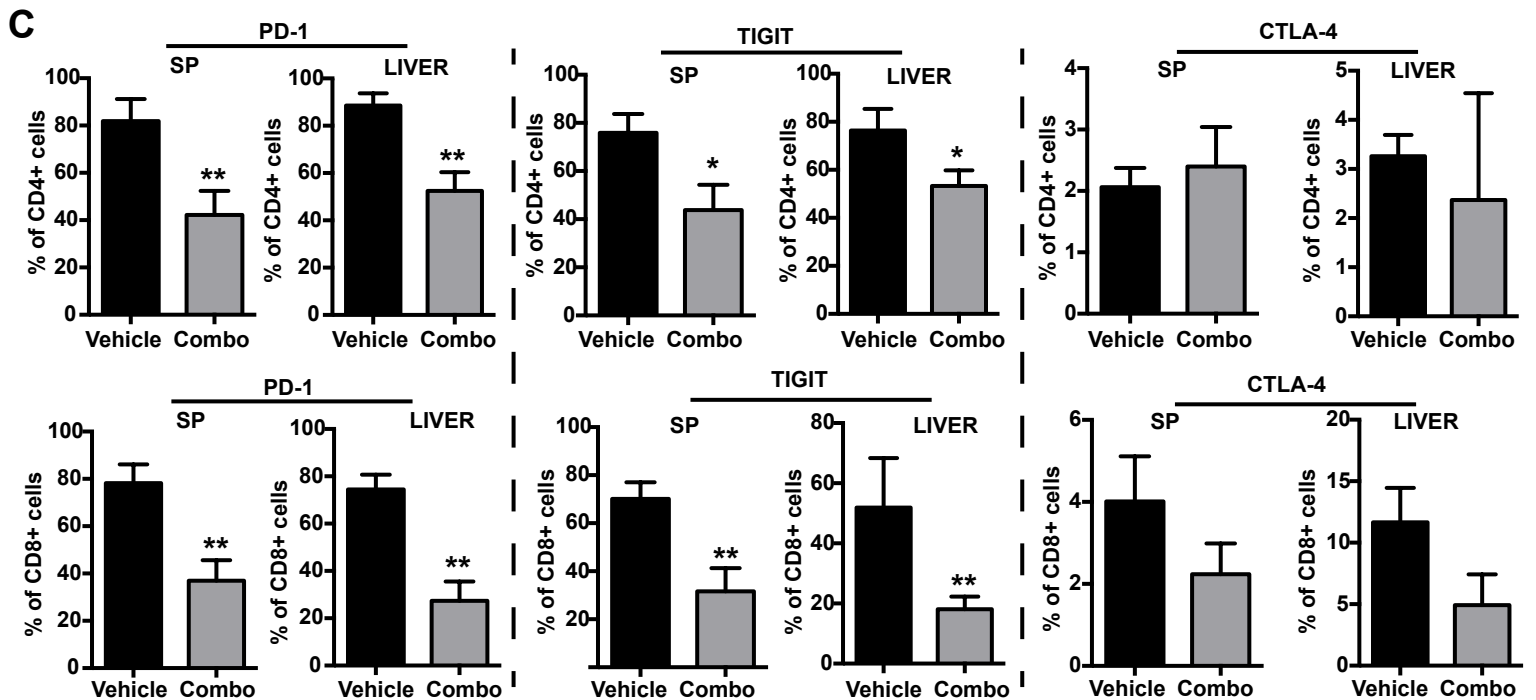 C
PD-1
SP
LIVER
% of CD4+ cells
100
80
60
40
20
0
Vehicle Combo
% of CD4+ cells
100
80
60
40
20
0
Vehicle Combo
TIGIT
SP
LIVER
% of CD4+ cells
100
80
60
40
20
0
Vehicle Combo
% of CD4+ cells
100
80
60
40
20
0
Vehicle Combo
CTLA-4
SP
LIVER
% of CD4+ cells
4
3
2
1
0
Vehicle Combo
% of CD4+ cells
5
4
3
2
1
0
Vehicle Combo
** ** * *
PD-1
SP
LIVER
% of CD8+ cells
100
80
60
40
20
0
Vehicle Combo
% of CD8+ cells
100
80
60
40
20
0
Vehicle Combo
TIGIT
SP
LIVER
% of CD8+ cells
100
80
60
40
20
Vehicle Combo
% of CD8+ cells
80
60
40
20
0
Vehicle Combo
CTLA-4
SP
LIVER
% of CD8+ cells
6
4
2
0
Vehicle Combo
% of CD8+ cells
20
15
10
5
0
Vehicle Combo
** ** ** **